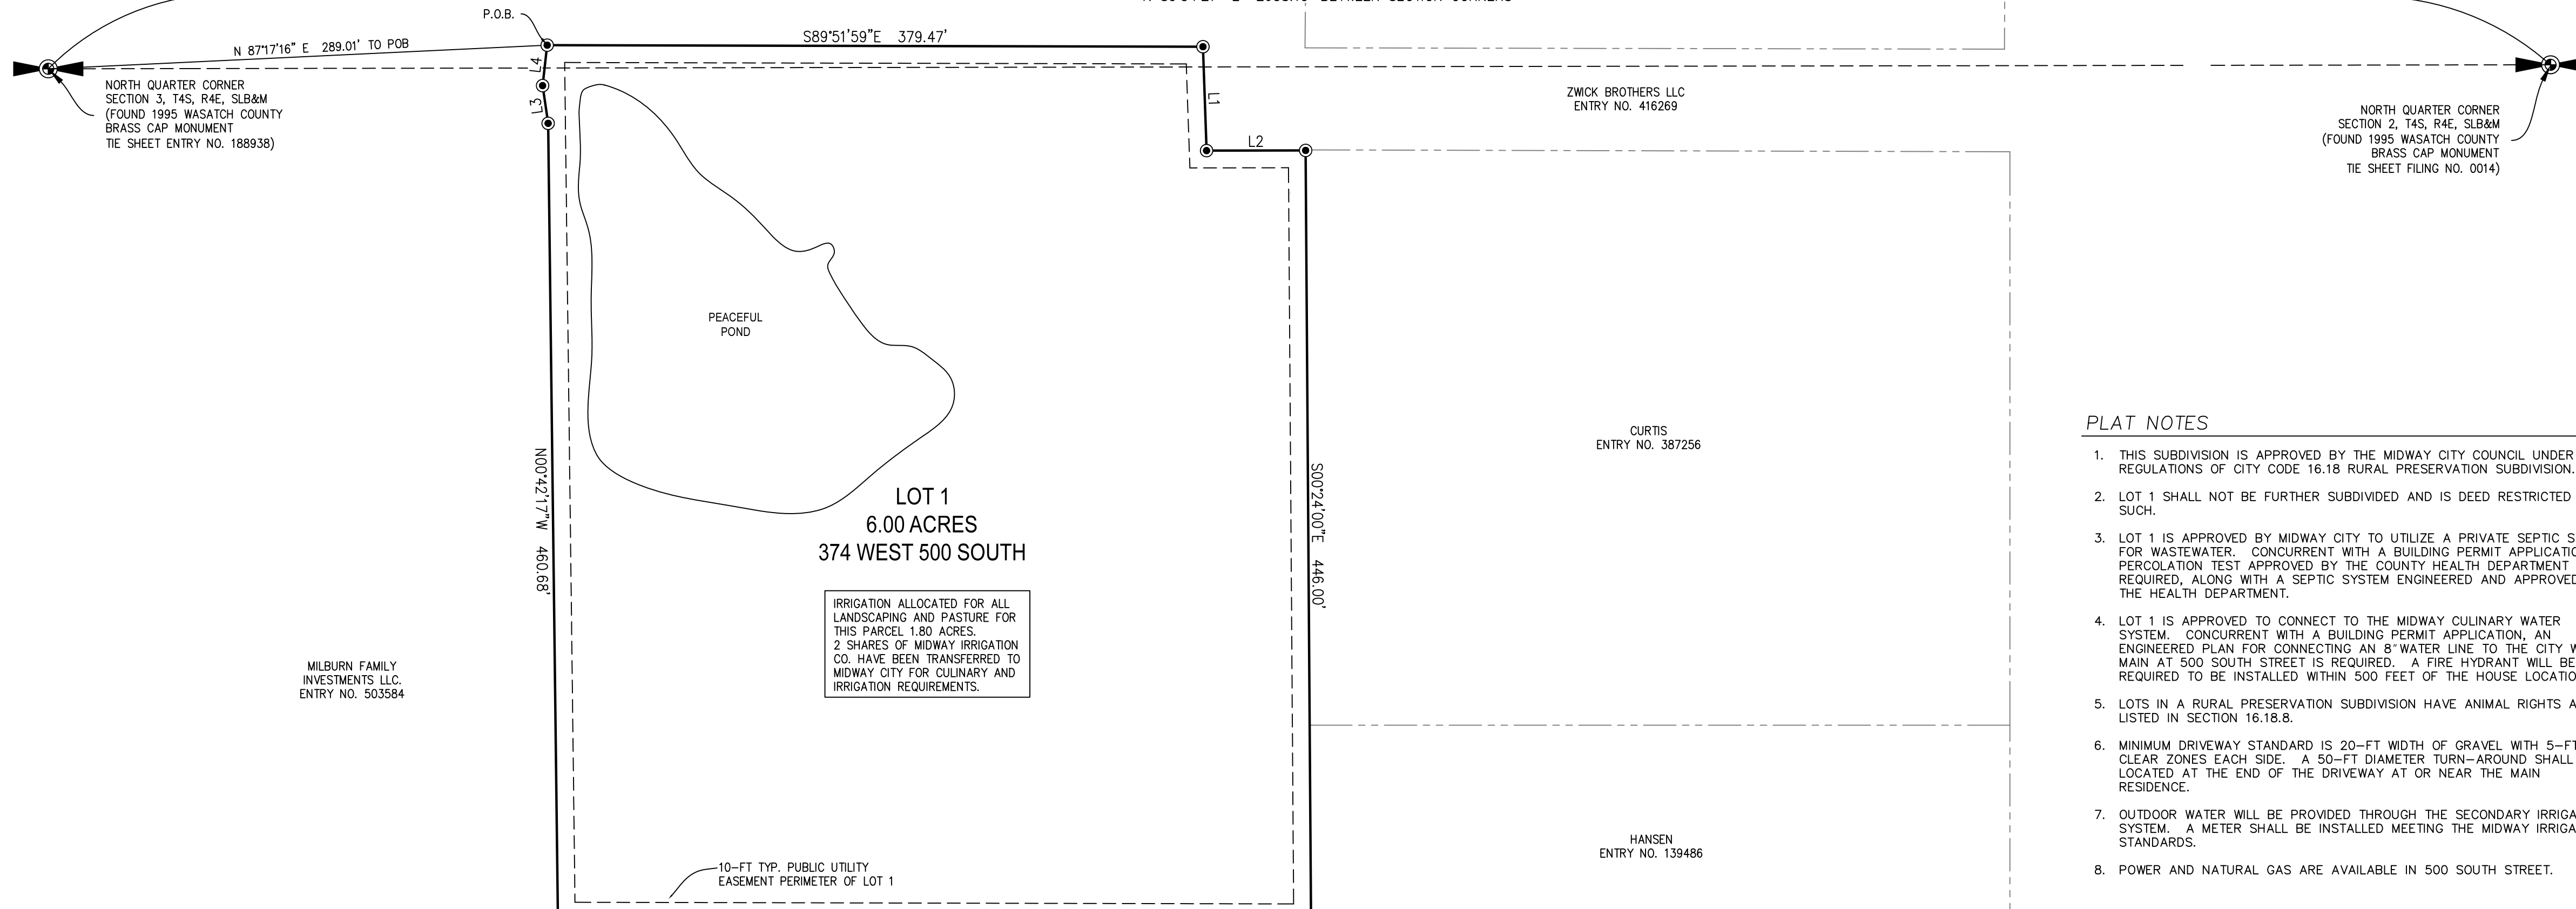 P.O.B.
N 87°17'16" E 289.01' TO POB
S89°51'59"E 379.47'
L4
L3
L1
L2
NORTH QUARTER CORNER
SECTION 3, T4S, R4E, SLB&M
(FOUND 1995 WASATCH COUNTY
BRASS CAP MONUMENT
TIE SHEET ENTRY NO. 188938)
ZWICK BROTHERS LLC
ENTRY NO. 416269
NORTH QUARTER CORNER
SECTION 2, T4S, R4E, SLB&M
(FOUND 1995 WASATCH COUNTY
BRASS CAP MONUMENT
TIE SHEET FILING NO. 0014)
PEACEFUL
POND
N00°42'17"W 460.68'
S00°24'00"E 446.00'
CURTIS
ENTRY NO. 387256
LOT 1
6.00 ACRES
374 WEST 500 SOUTH
IRRIGATION ALLOCATED FOR ALL
LANDSCAPING AND PASTURE FOR
THIS PARCEL 1.80 ACRES.
2 SHARES OF MIDWAY IRRIGATION
CO. HAVE BEEN TRANSFERRED TO
MIDWAY CITY FOR CULINARY AND
IRRIGATION REQUIREMENTS.
MILBURN FAMILY
INVESTMENTS LLC.
ENTRY NO. 503584
HANSEN
ENTRY NO. 139486
10-FT TYP. PUBLIC UTILITY
EASEMENT PERIMETER OF LOT 1
PLAT NOTES
1. THIS SUBDIVISION IS APPROVED BY THE MIDWAY CITY COUNCIL UNDER
REGULATIONS OF CITY CODE 16.18 RURAL PRESERVATION SUBDIVISION.
2. LOT 1 SHALL NOT BE FURTHER SUBDIVIDED AND IS DEED RESTRICTED
SUCH.
3. LOT 1 IS APPROVED BY MIDWAY CITY TO UTILIZE A PRIVATE SEPTIC S
FOR WASTEWATER. CONCURRENT WITH A BUILDING PERMIT APPLICATIO
PERCOLATION TEST APPROVED BY THE COUNTY HEALTH DEPARTMENT
REQUIRED, ALONG WITH A SEPTIC SYSTEM ENGINEERED AND APPROVED
THE HEALTH DEPARTMENT.
4. LOT 1 IS APPROVED TO CONNECT TO THE MIDWAY CULINARY WATER
SYSTEM. CONCURRENT WITH A BUILDING PERMIT APPLICATION, AN
ENGINEERED PLAN FOR CONNECTING AN 8" WATER LINE TO THE CITY W
MAIN AT 500 SOUTH STREET IS REQUIRED. A FIRE HYDRANT WILL BE
REQUIRED TO BE INSTALLED WITHIN 500 FEET OF THE HOUSE LOCATIO
5. LOTS IN A RURAL PRESERVATION SUBDIVISION HAVE ANIMAL RIGHTS A
LISTED IN SECTION 16.18.8.
6. MINIMUM DRIVEWAY STANDARD IS 20-FT WIDTH OF GRAVEL WITH 5-FT
CLEAR ZONES EACH SIDE. A 50-FT DIAMETER TURN-AROUND SHALL
LOCATED AT THE END OF THE DRIVEWAY AT OR NEAR THE MAIN
RESIDENCE.
7. OUTDOOR WATER WILL BE PROVIDED THROUGH THE SECONDARY IRRIGA
SYSTEM. A METER SHALL BE INSTALLED MEETING THE MIDWAY IRRIGA
STANDARDS.
8. POWER AND NATURAL GAS ARE AVAILABLE IN 500 SOUTH STREET.